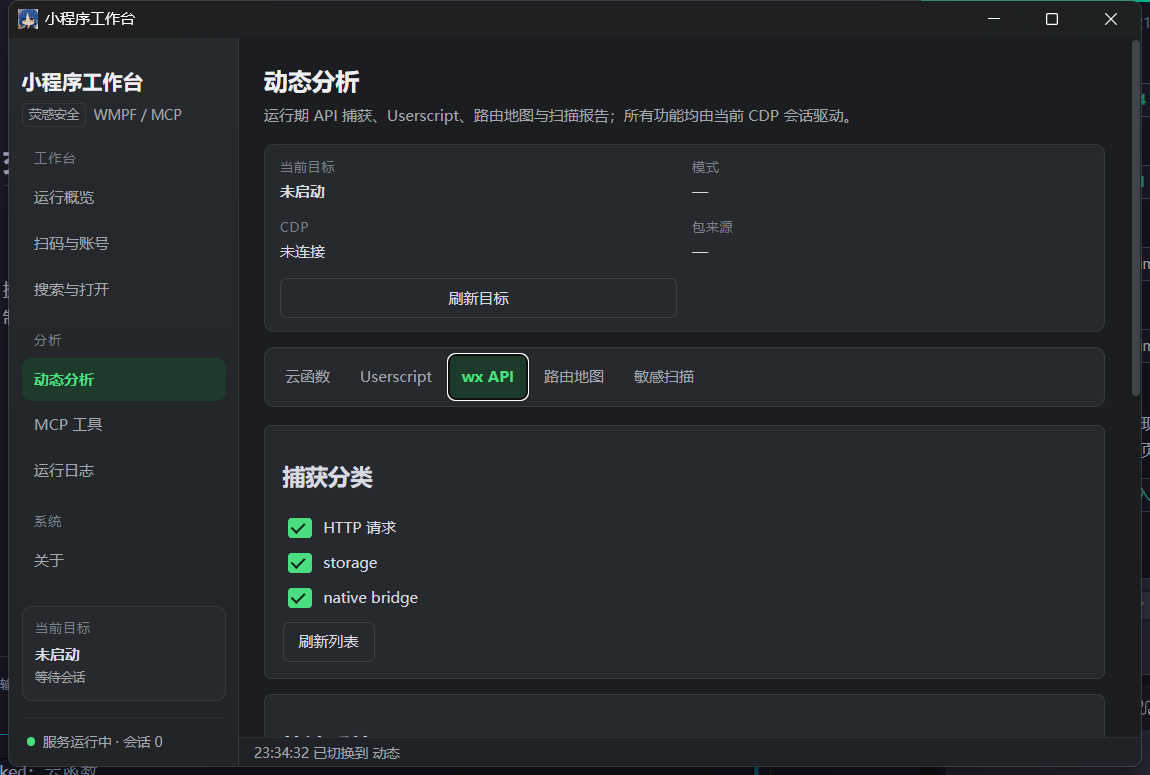 小程序工作台
小程序工作台
荧惑安全 WMPF / MCP
工作台
运行概览
扫码与账号
搜索与打开
分析
动态分析
MCP 工具
运行日志
系统
关于
当前目标
未启动
等待会话
服务运行中 · 会话 0
动态分析
运行期 API 捕获、Userscript、路由地图与扫描报告；所有功能均由当前 CDP 会话驱动。
当前目标
未启动
模式
—
CDP
未连接
包来源
—
刷新目标
云函数 Userscript wx API 路由地图 敏感扫描
捕获分类
HTTP 请求
storage
native bridge
刷新列表
23:34:32 已切换到 动态